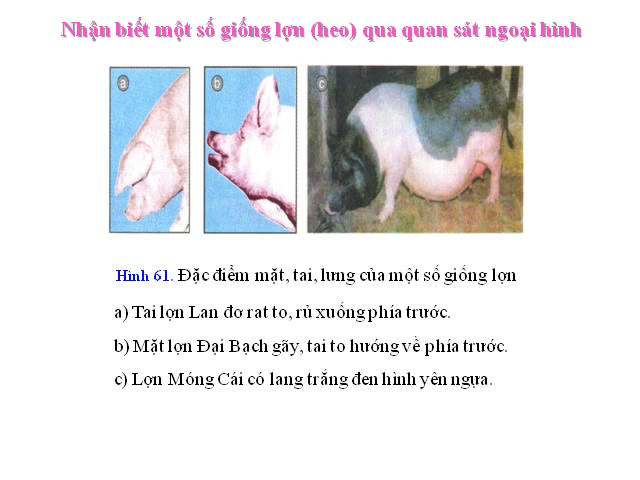 Nhận biết một số giống lợn (heo) qua quan sát ngoại hình
a b c
Hình 61. Đặc điểm mặt, tai, lưng của một số giống lợn
a) Tai lợn Lan đơ rat to, rủ xuống phía trước.
b) Mặt lợn Đại Bạch gãy, tai to hướng về phía trước.
c) Lợn Móng Cái có lang trắng đen hình yên ngựa.